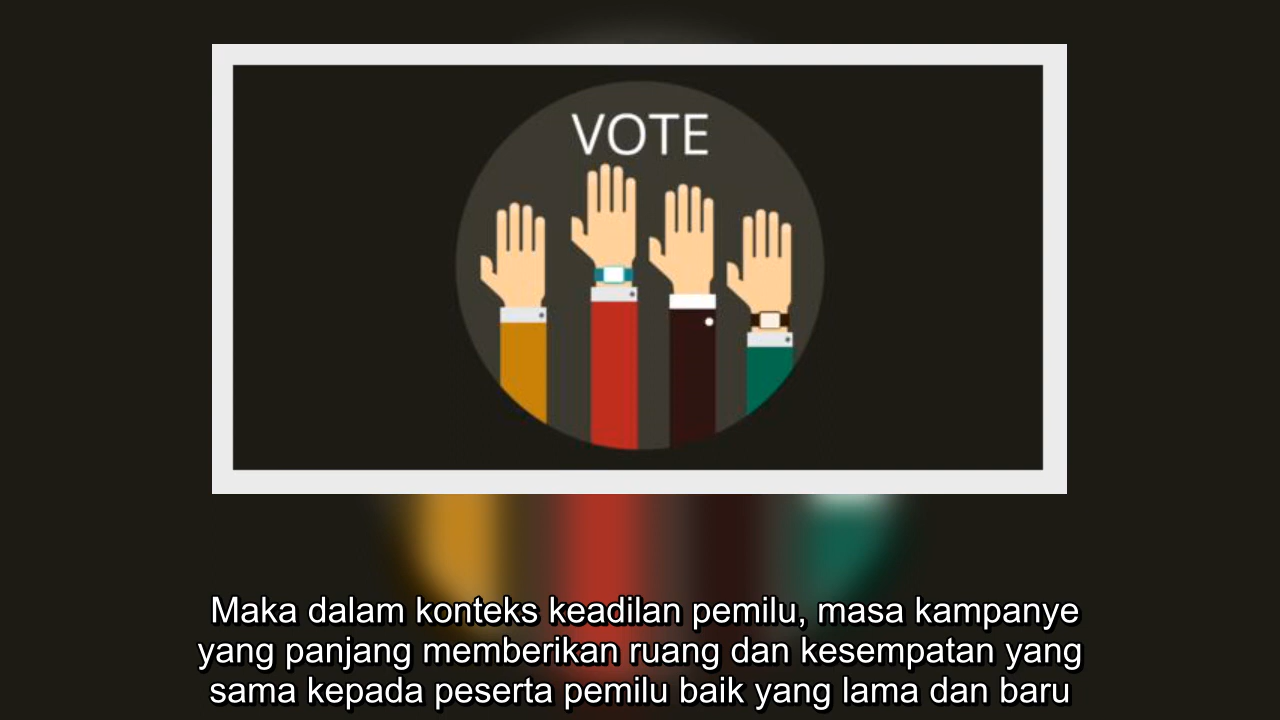 VOTE
Maka dalam konteks keadilan pemilu, masa kampanye
yang panjang memberikan ruang dan kesempatan yang
sama kepada peserta pemilu baik yang lama dan baru